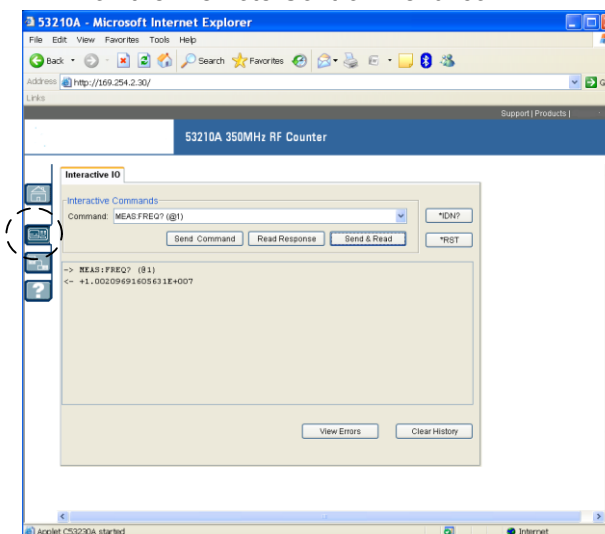 53210A - Microsoft Internet Explorer
File Edit View Favorites Tools Help
Back Search Favorites
Address http://169.254.2.30/
Links
Support | Products |
53210A 350MHz RF Counter
Interactive IO
Interactive Commands
Command: MEAS:FREQ? (@1) *IDN?
Send Command Read Response Send & Read *RST
-> MEAS:FREQ? (@1)
<- +1.00209691605631E+007
View Errors Clear History
Applet C53230A started Internet